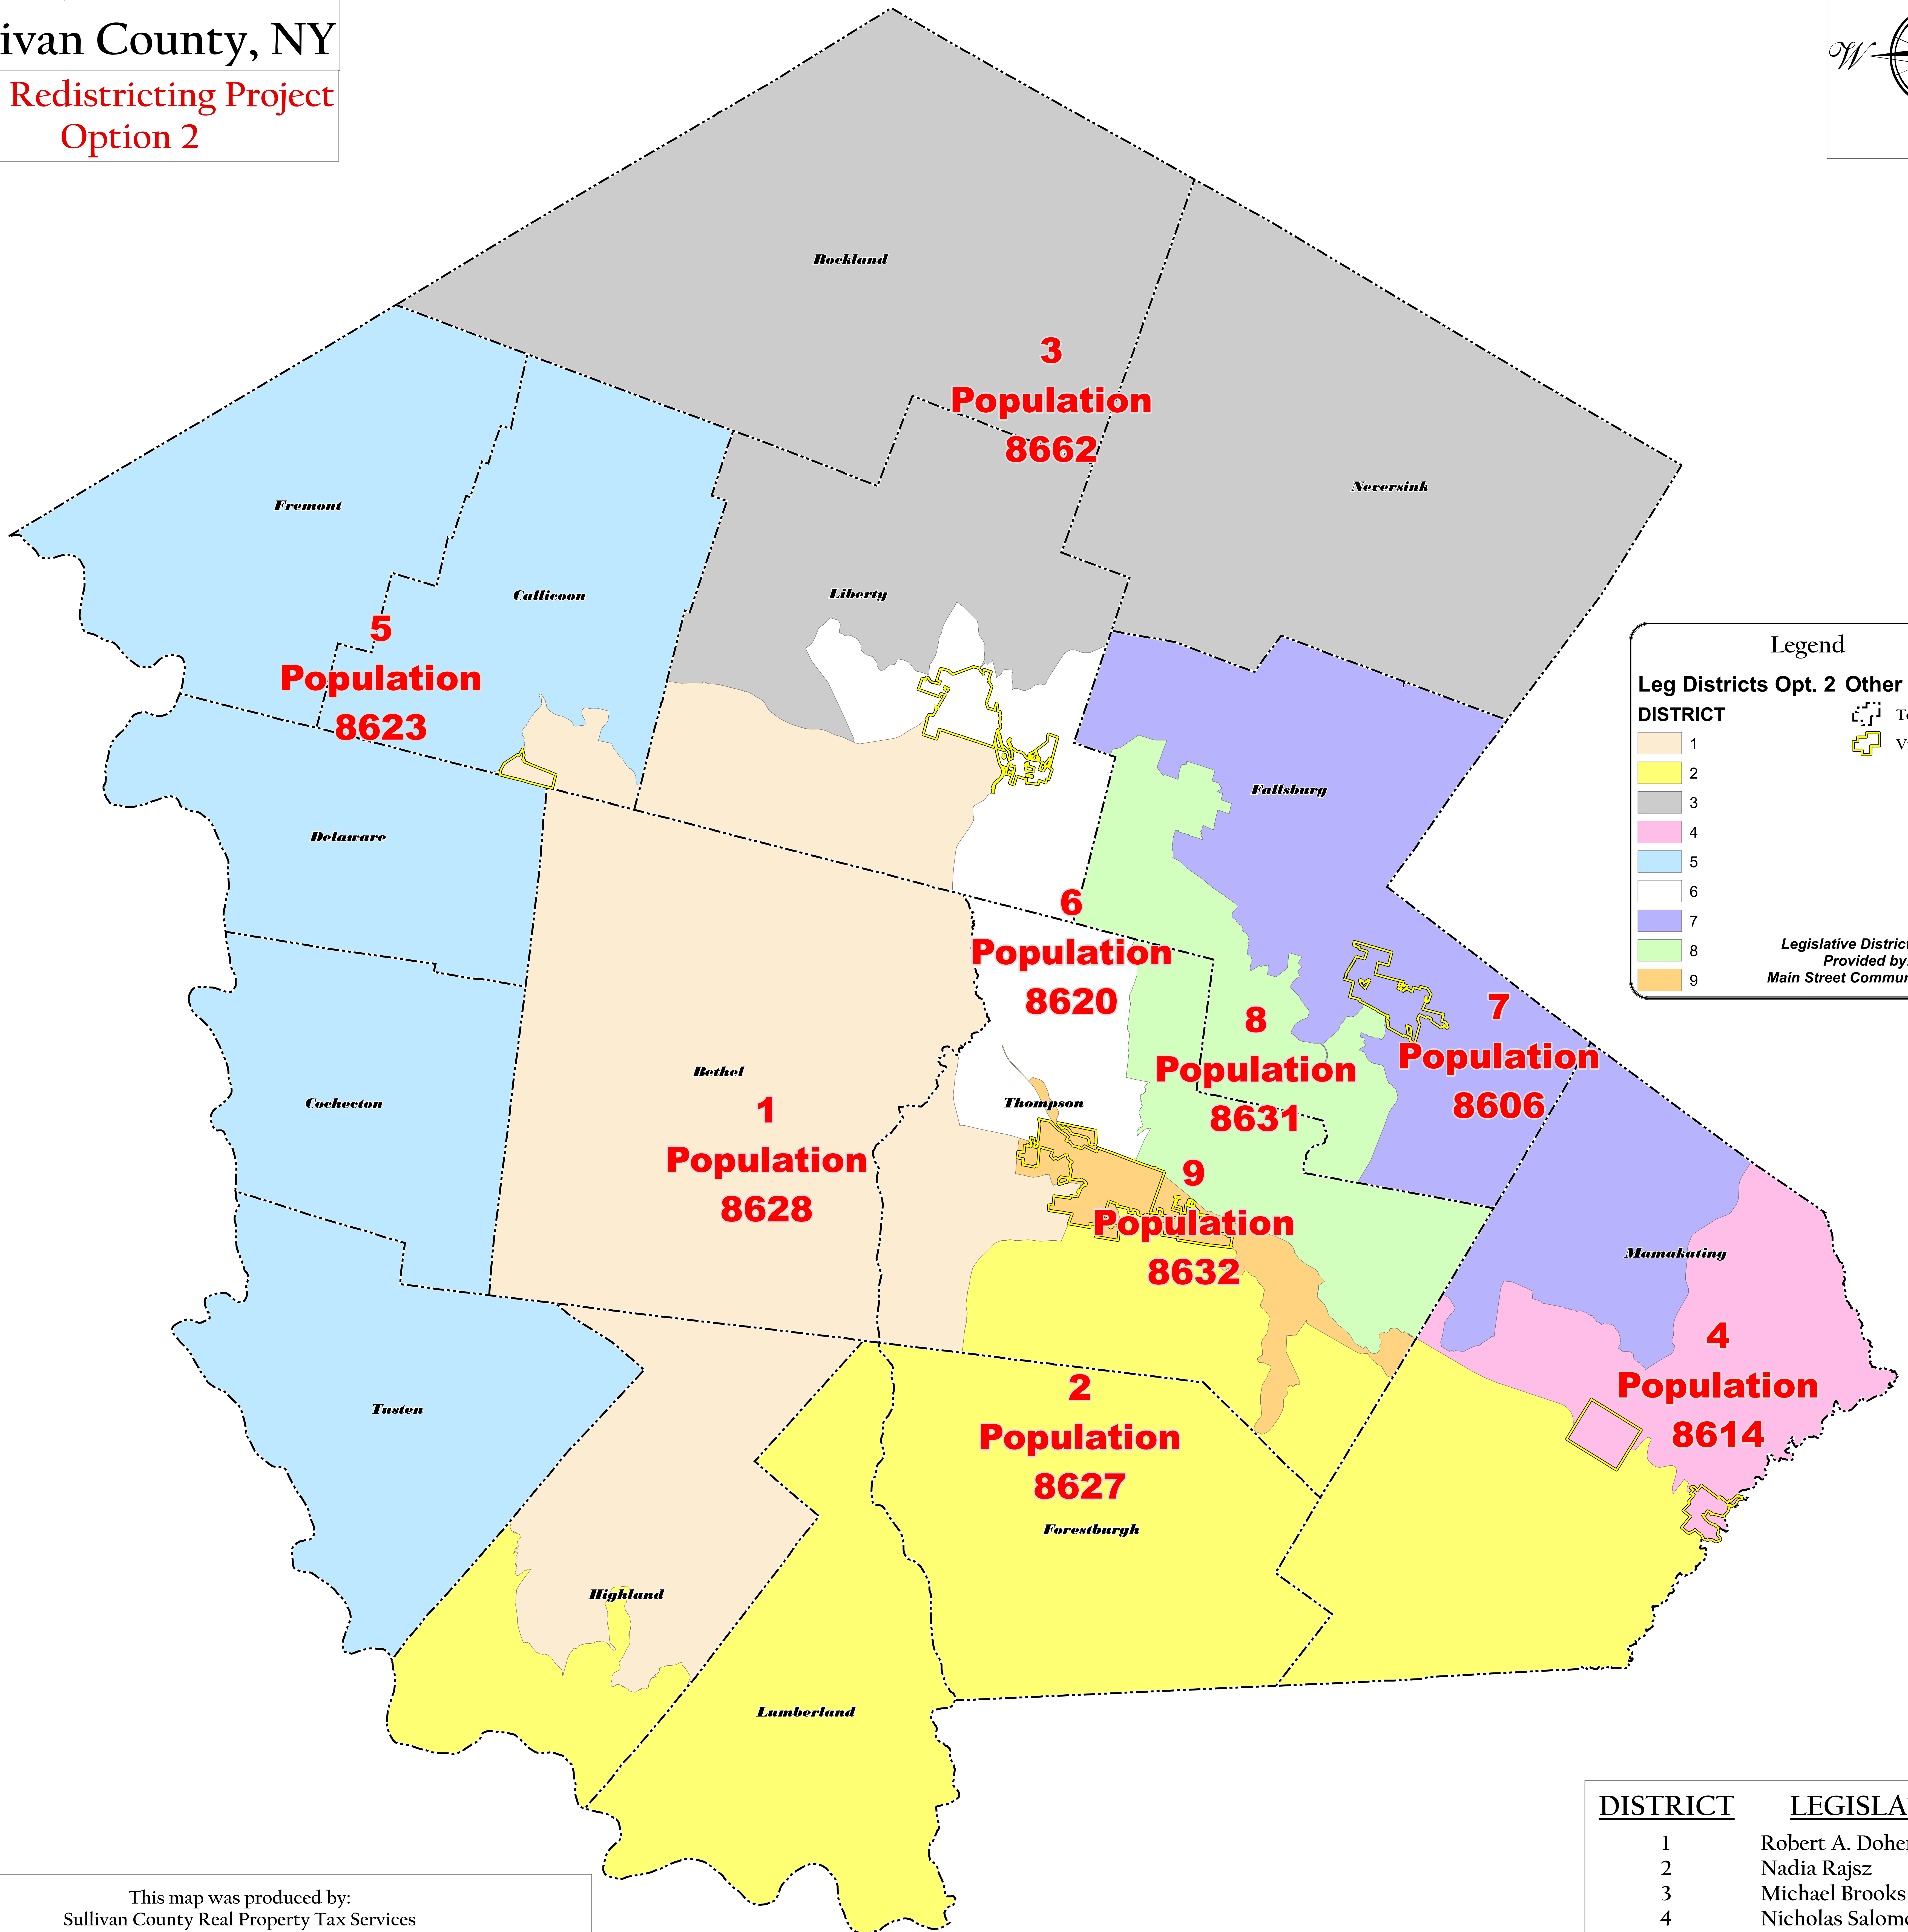 ivan County, NY
Redistricting Project
Option 2
W
Rockland
3
Population
8662
Neversink
Fremont
Callicoon
Liberty
5
Population
8623
Fallsburg
Delaware
6
Population
8620
7
Population
8606
8
Population
8631
Bethel
Cochecton
Thompson
1
Population
8628
9
Population
8632
Mamakating
4
Population
8614
2
Population
8627
Tusten
Forestburgh
Highland
Lumberland
Legend
Leg Districts Opt. 2 Other
DISTRICT
1
2
3
4
5
6
7
8
9
Legislative District
Provided by
Main Street Commun
DISTRICT LEGISLA
1 Robert A. Doher
2 Nadia Rajsz
3 Michael Brooks
4 Nicholas Salom
This map was produced by:
Sullivan County Real Property Tax Services